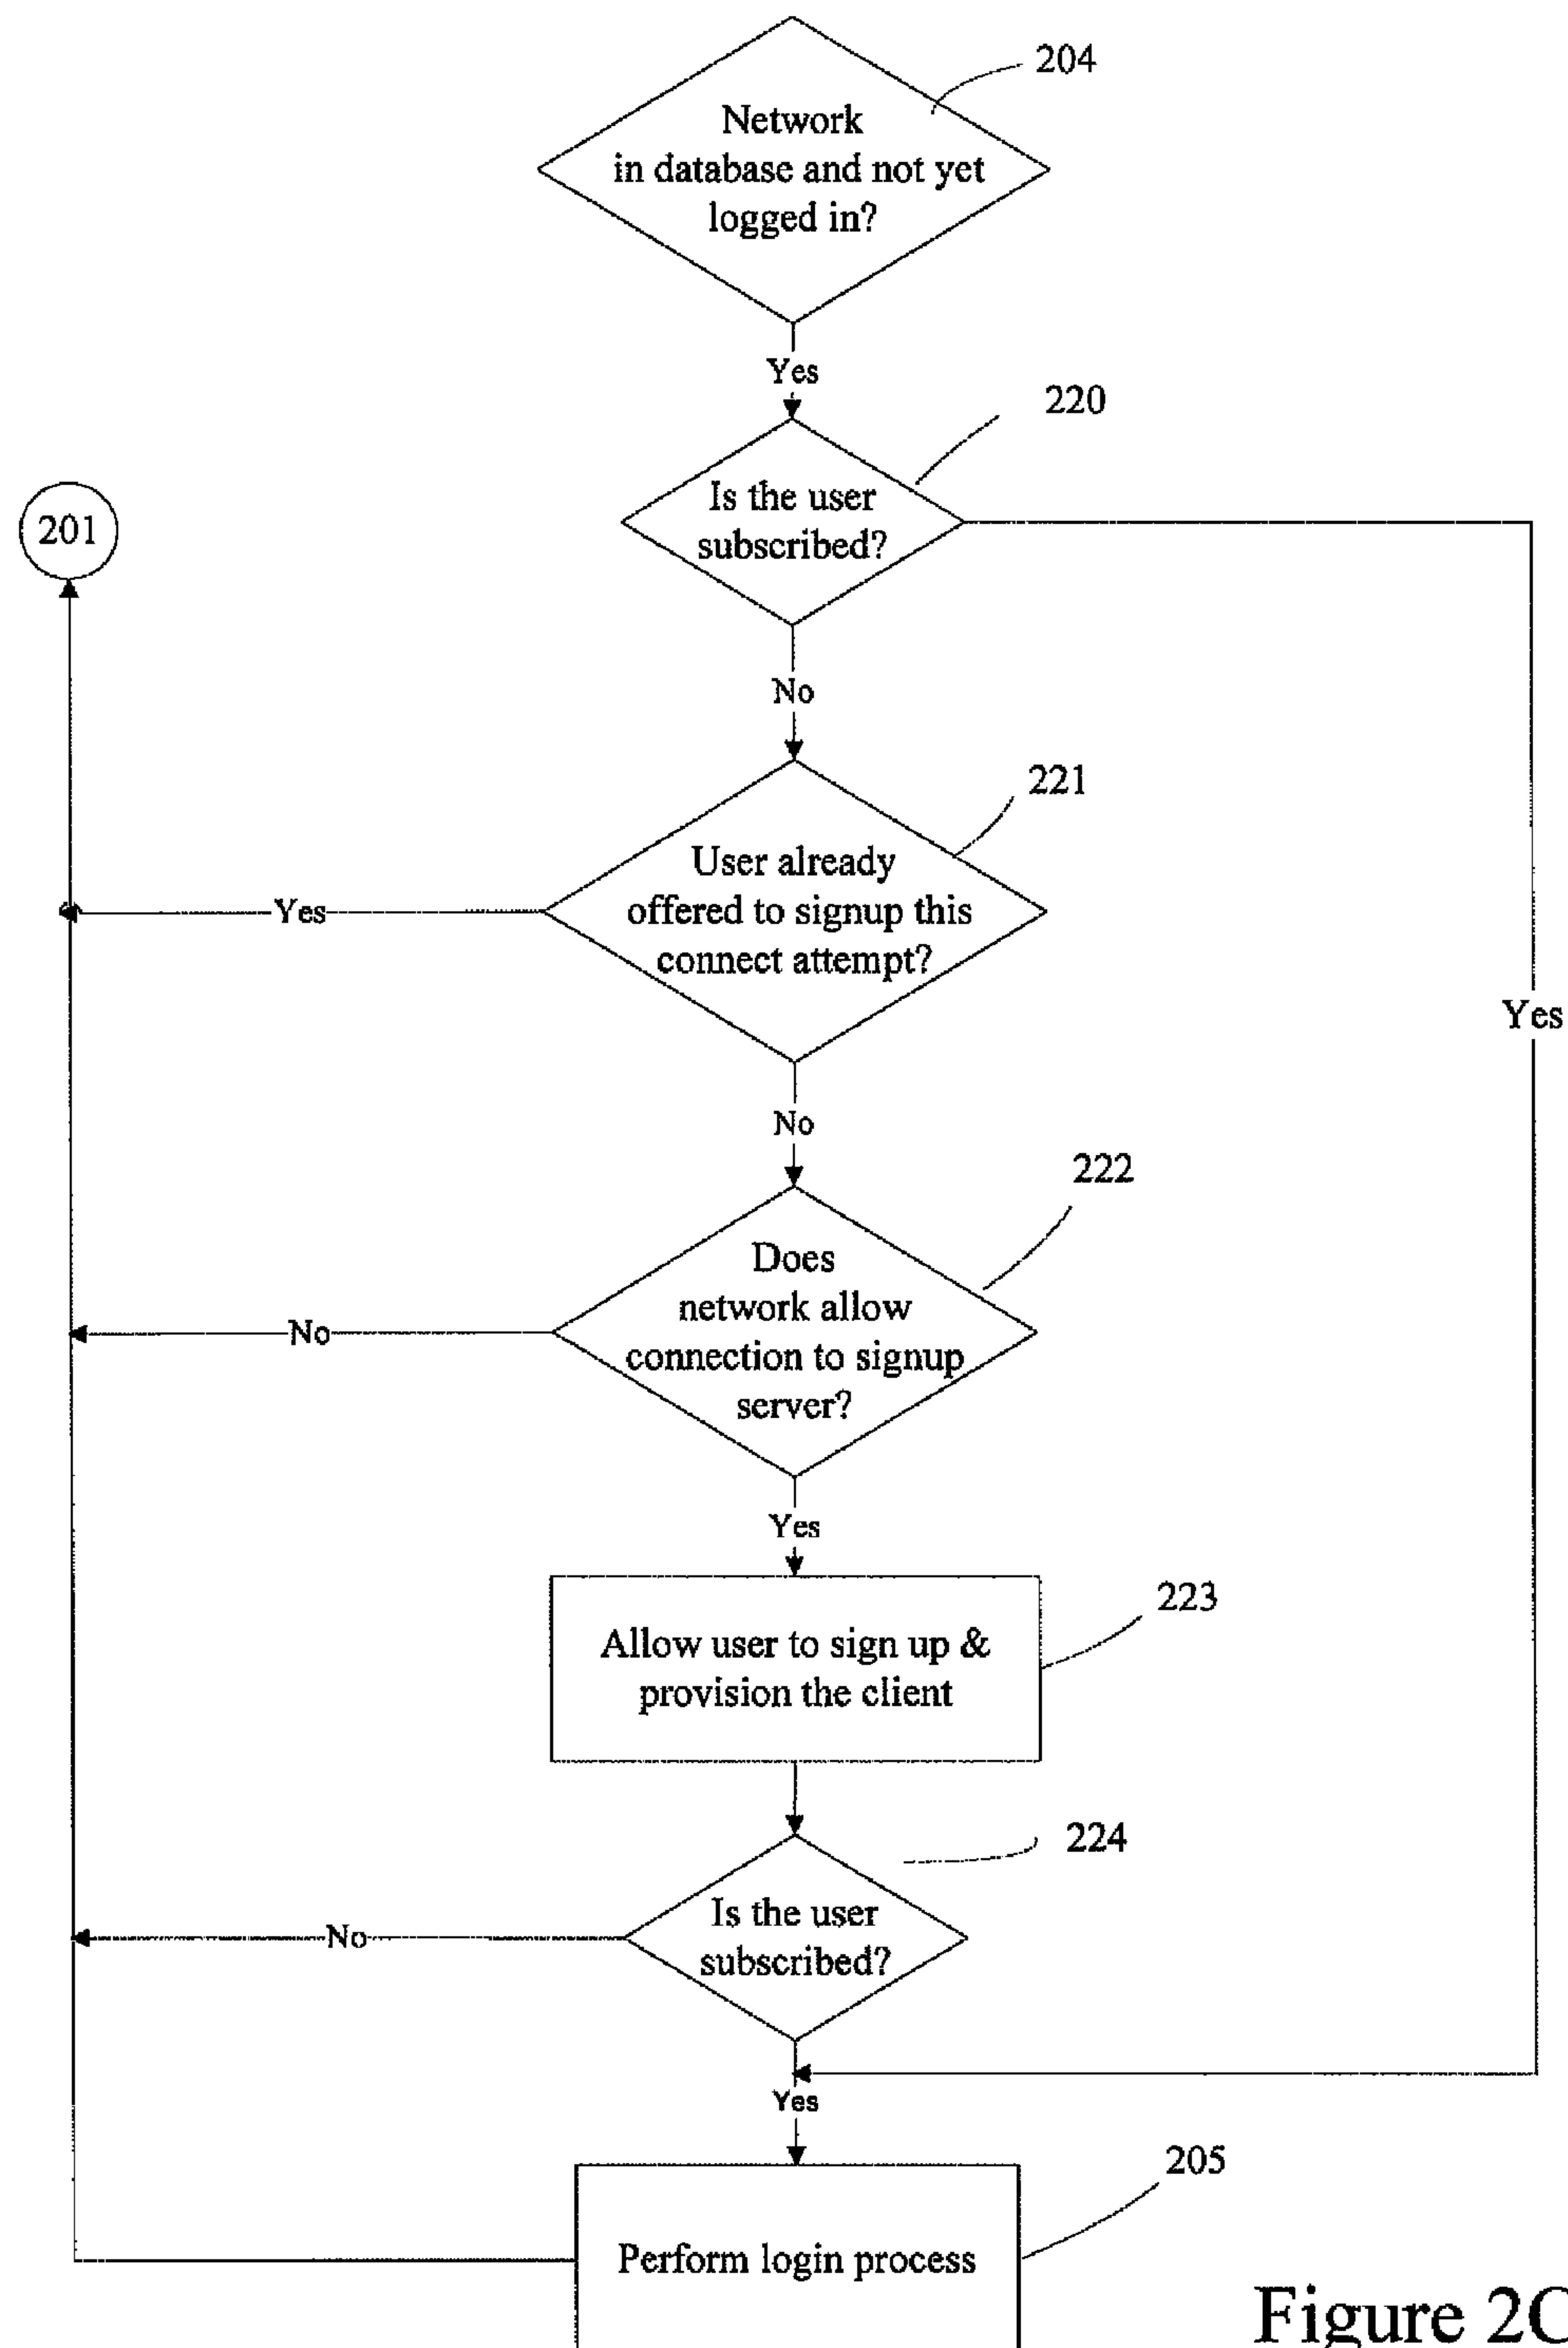 204
Network
in database and not yet
logged in?
Yes
220
Is the user
subscribed?
201
No
221
User already
offered to signup this
connect attempt?
Yes
Yes
No
222
Does
network allow
connection to signup
server?
No
Yes
223
Allow user to sign up &
provision the client
224
Is the user
subscribed?
No
Yes
205
Perform login process
Figure 2C